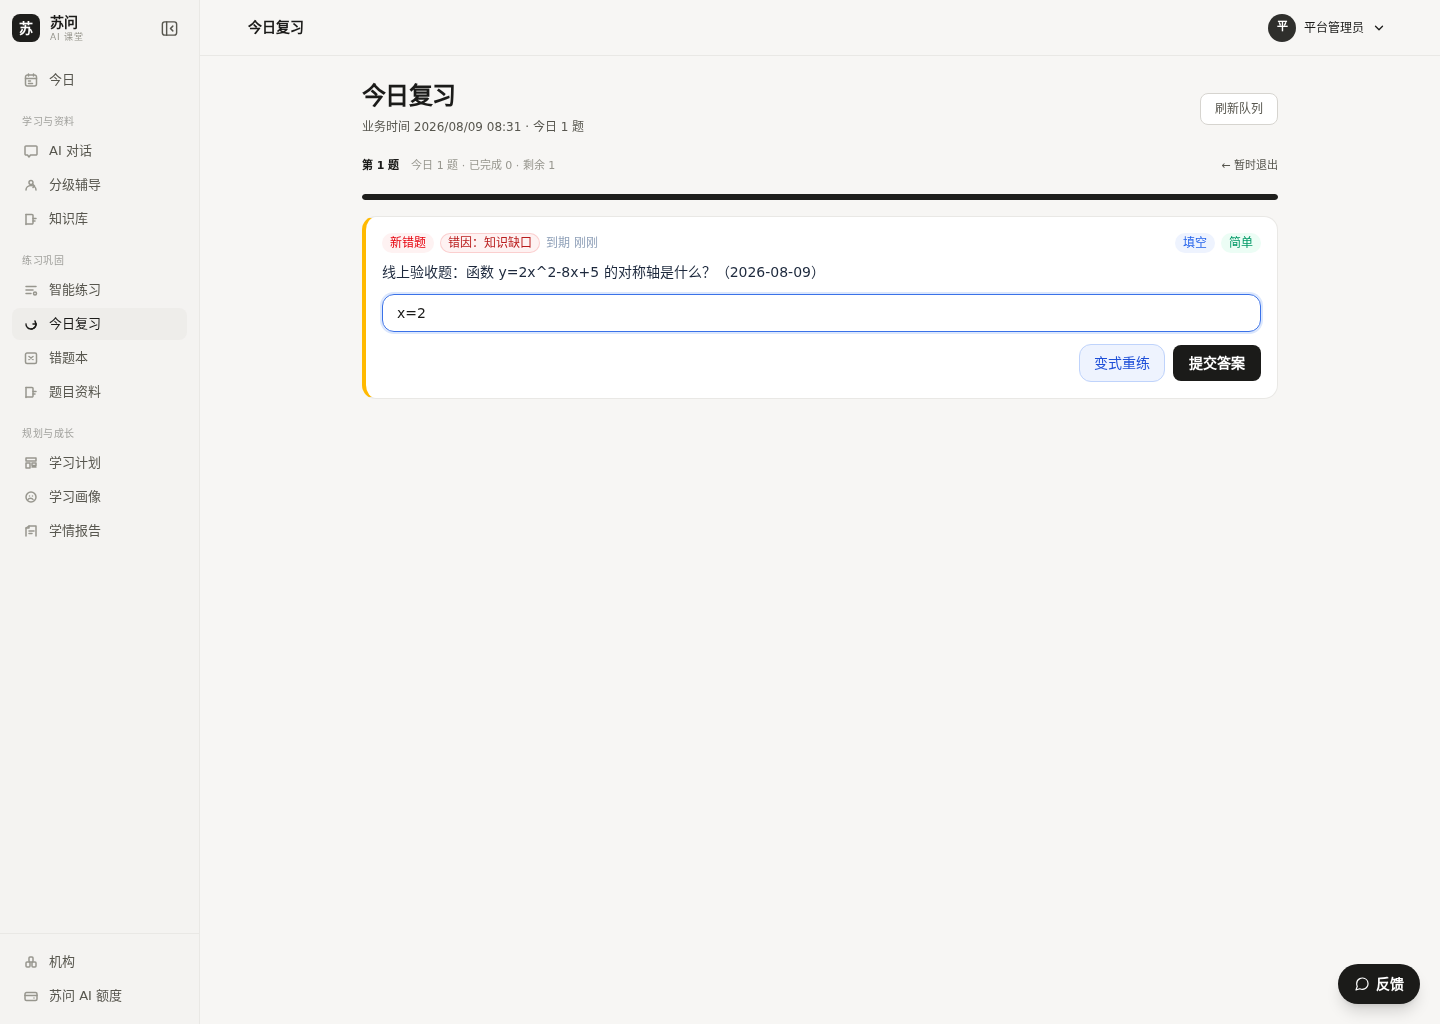 苏
苏问
AI 课堂
今日
学习与资料
AI 对话
分级辅导
知识库
练习巩固
智能练习
今日复习
错题本
题目资料
规划与成长
学习计划
学习画像
学情报告
机构
苏问 AI 额度
今日复习
平 平台管理员
今日复习
业务时间 2026/08/09 08:31 · 今日 1 题
刷新队列
第 1 题 今日 1 题 · 已完成 0 · 剩余 1
← 暂时退出
新错题 错因：知识缺口 到期 刚刚
填空 简单
线上验收题：函数 y=2x^2-8x+5 的对称轴是什么？（2026-08-09）
x=2
变式重练 提交答案
反馈